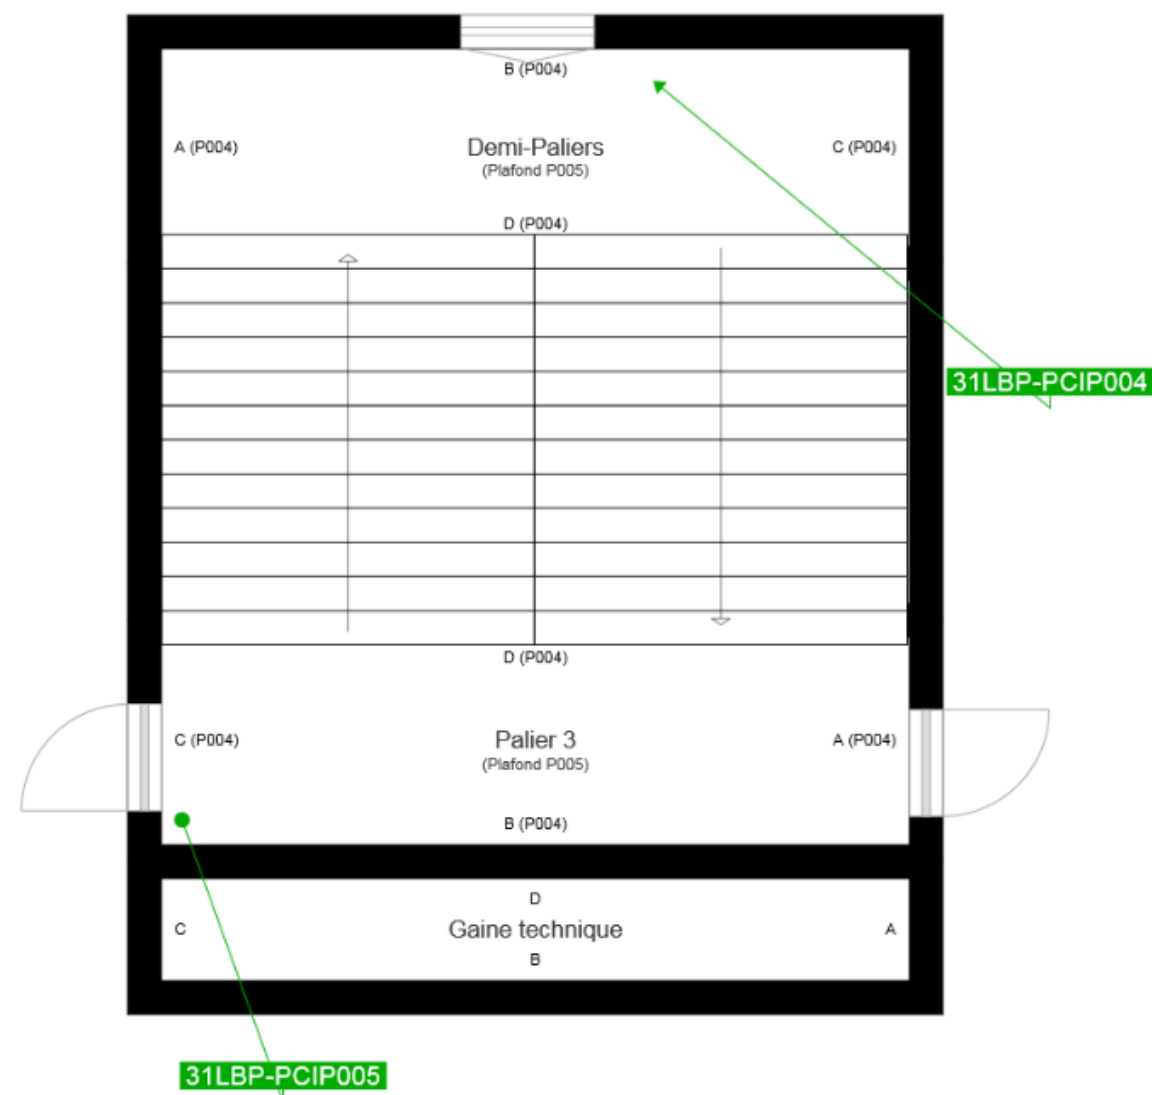 B (P004)
A (P004)
Demi-Paliers
C (P004)
(Plafond P005)
D (P004)
31LBP-PCIP004
D (P004)
C (P004)
Palier 3
A (P004)
(Plafond P005)
B (P004)
D
C
Gaine technique
A
B
31LBP-PCIP005